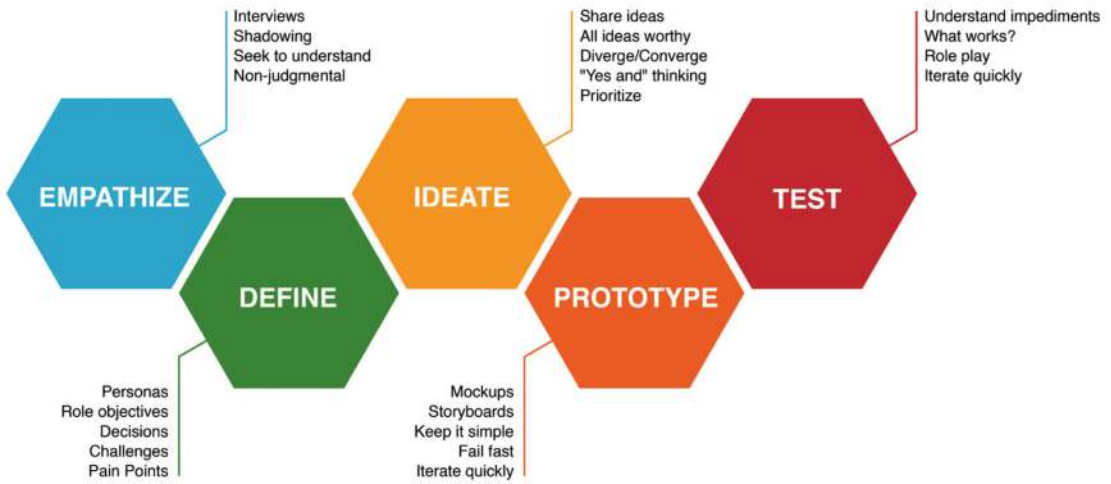 Interviews
Shadowing
Seek to understand
Non-judgmental
EMPATHIZE
DEFINE
Personas
Role objectives
Decisions
Challenges
Pain Points
Share ideas
All ideas worthy
Diverge/Converge
"Yes and" thinking
Prioritize
IDEATE
PROTOTYPE
Mockups
Storyboards
Keep it simple
Fail fast
Iterate quickly
Understand impediments
What works?
Role play
Iterate quickly
TEST